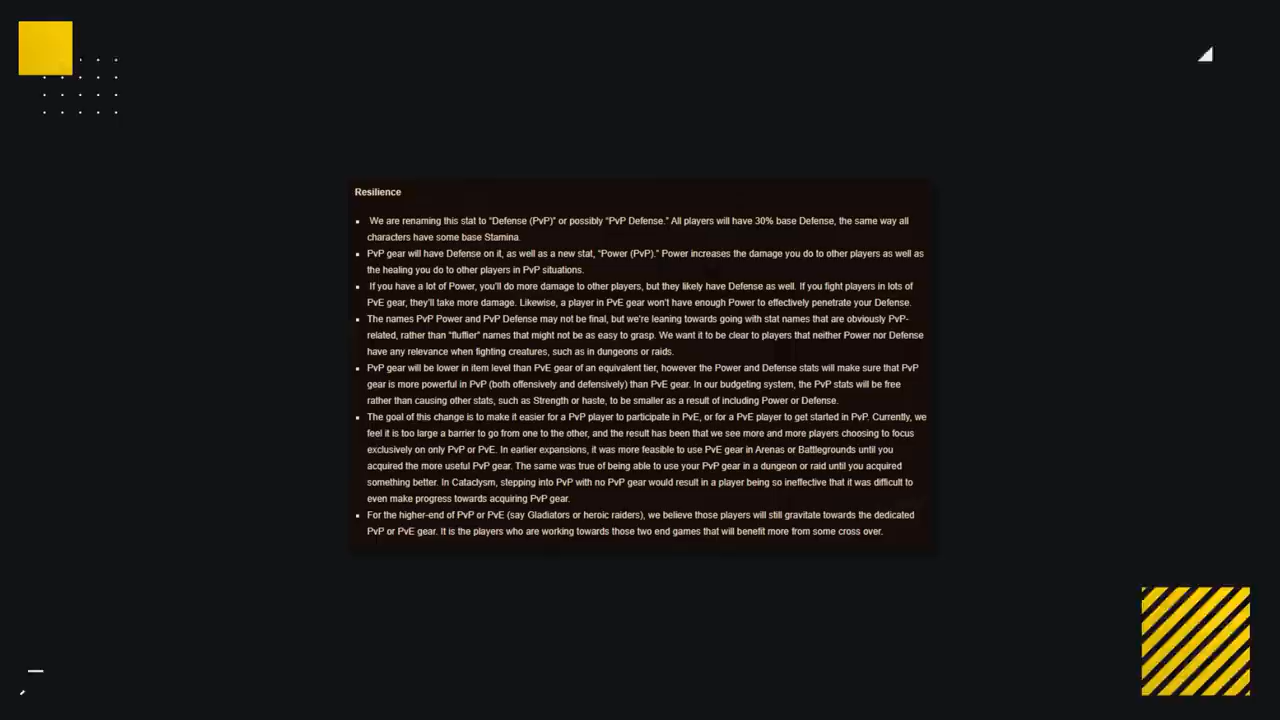 Resilience
We are renaming this stat to "Defense (PvP)" or possibly "PvP Defense." All players will have 30% base Defense, the same way all
characters have some base Stamina.
PvP gear will have Defense on it, as well as a new stat, "Power (PvP)." Power increases the damage you do to other players as well as
the healing you do to other players in PvP situations.
If you have a lot of Power, you'll do more damage to other players, but they likely have Defense as well. If you fight players in lots of
PvE gear, they'll take more damage. Likewise, a player in PvE gear won't have enough Power to effectively penetrate your Defense.
The names PvP Power and PvP Defense may not be final, but we're leaning towards going with stat names that are obviously PvP-
related, rather than "fluffier" names that might not be as easy to grasp. We want it to be clear to players that neither Power nor Defense
have any relevance when fighting creatures, such as in dungeons or raids.
PvP gear will be lower in item level than PvE gear of an equivalent tier, however the Power and Defense stats will make sure that PvP
gear is more powerful in PvP (both offensively and defensively) than PvE gear. In our budgeting system, the PvP stats will be free
rather than causing other stats, such as Strength or haste, to be smaller as a result of including Power or Defense.
The goal of this change is to make it easier for a PvP player to participate in PvE, or for a PvE player to get started in PvP. Currently, we
feel it is too large a barrier to go from one to the other, and the result has been that we see more and more players choosing to focus
exclusively on only PvP or PvE. In earlier expansions, it was more feasible to use PvE gear in Arenas or Battlegrounds until you
acquired the more useful PvP gear. The same was true of being able to use your PvP gear in a dungeon or raid until you acquired
something better. In Cataclysm, stepping into PvP with no PvP gear would result in a player being so ineffective that it was difficult to
even make progress towards acquiring PvP gear.
For the higher-end of PvP or PvE (say Gladiators or heroic raiders), we believe those players will still gravitate towards the dedicated
PvP or PvE gear. It is the players who are working towards those two end games that will benefit more from some cross over.